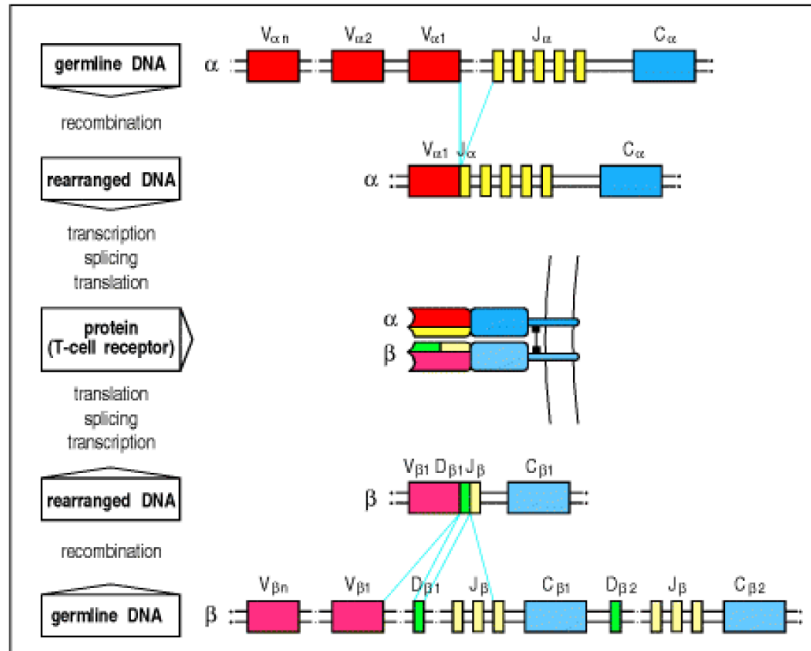 Vαn Vα2 Vα1 Jα Cα
germline DNA α
recombination
Vα1 Jα Cα
rearranged DNA α
transcription
splicing
translation
protein
(T-cell receptor)
α
β
translation
splicing
transcription
Vβ1 Dβ1 Jβ Cβ1
rearranged DNA β
recombination
Vβn Vβ1 Dβ1 Jβ Cβ1 Dβ2 Jβ Cβ2
germline DNA β